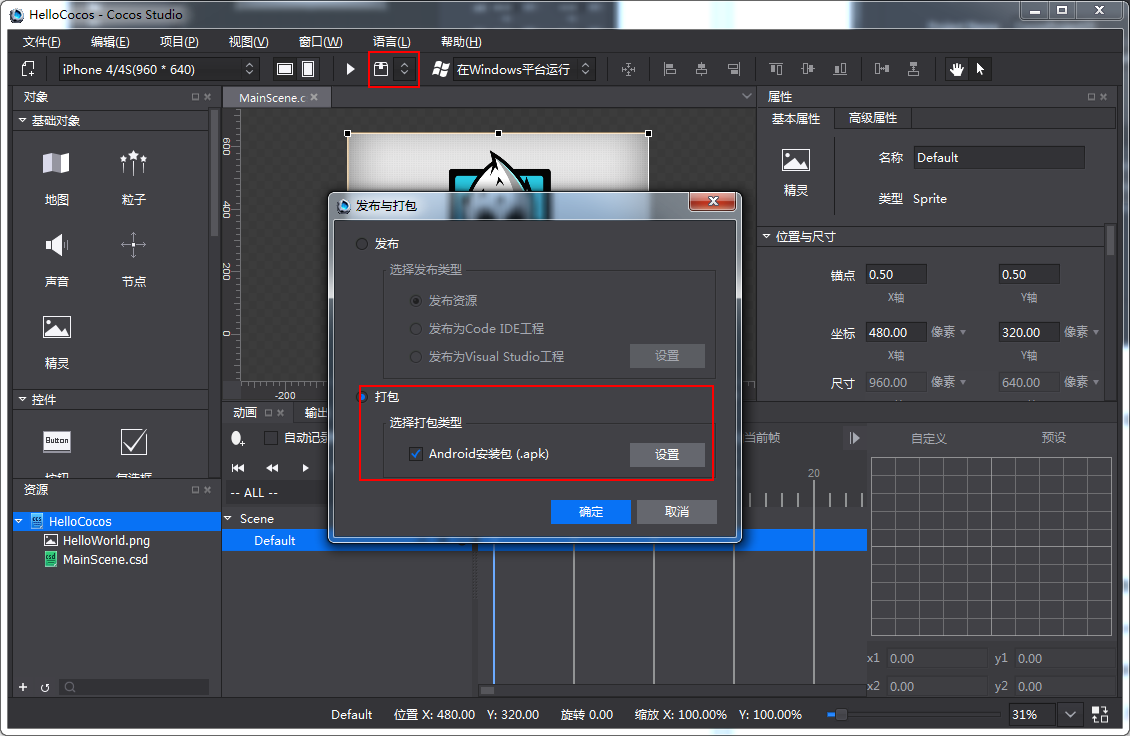 HelloCocos - Cocos Studio
文件(F) 编辑(E) 项目(P) 视图(V) 窗口(W) 语言(L) 帮助(H)
iPhone 4/4S(960 * 640) 在Windows平台运行
对象
基础对象
地图 粒子
声音 节点
精灵
控件
Button
按钮 复选框
资源
HelloCocos
HelloWorld.png
MainScene.csd
MainScene.c
600
400
200
0
-200
发布与打包
发布
选择发布类型
发布资源
发布为Code IDE工程
发布为Visual Studio工程 设置
打包
选择打包类型
Android安装包 (.apk) 设置
确定 取消
动画 输出
自动记录 当前帧
-- ALL --
Scene
Default
20
自定义 预设
x1 0.00 y1 0.00
x2 0.00 y2 0.00
属性
基本属性 高级属性
精灵
名称 Default
类型 Sprite
位置与尺寸
锚点 0.50 0.50
X轴 Y轴
坐标 480.00 像素 320.00 像素
X轴 Y轴
尺寸 960.00 像素 640.00 像素
Default 位置 X: 480.00 Y: 320.00 旋转 0.00 缩放 X: 100.00% Y: 100.00% 31%